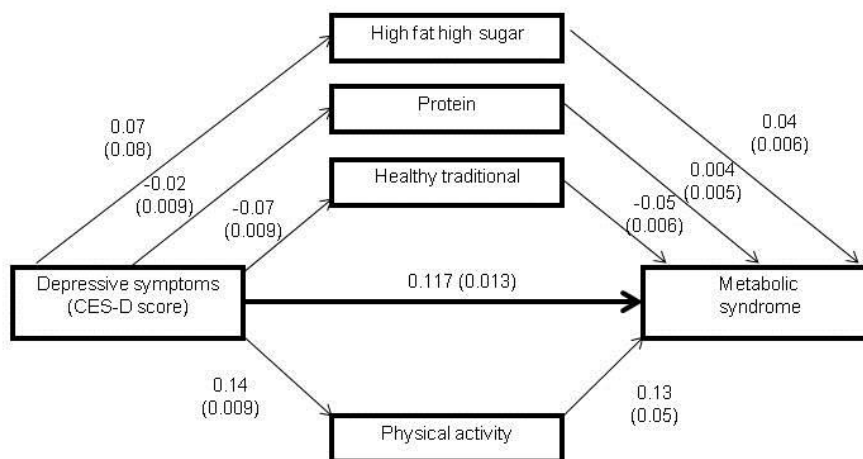 High fat high sugar
Protein
Healthy traditional
0.07
(0.08)
-0.02
(0.009)
-0.07
(0.009)
0.04
(0.006)
0.004
(0.005)
-0.05
(0.006)
Depressive symptoms
(CES-D score)
0.117 (0.013)
Metabolic
syndrome
0.14
(0.009)
0.13
(0.05)
Physical activity